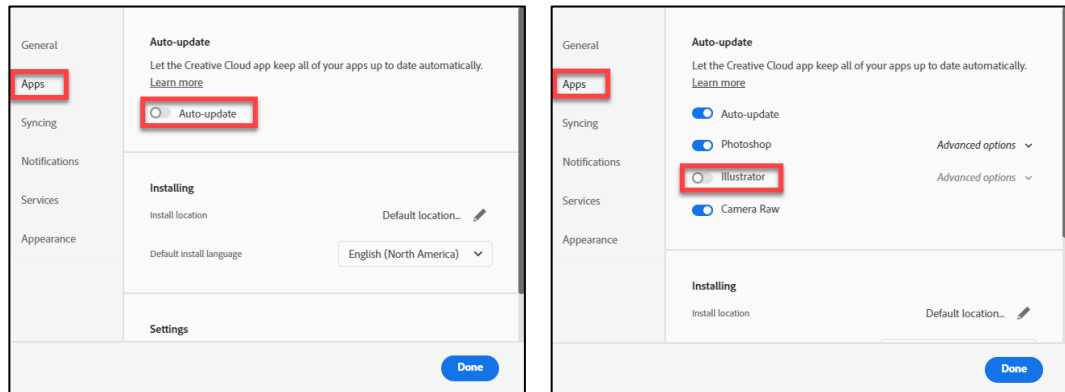 General
Apps
Syncing
Notifications
Services
Appearance
Auto-update
Let the Creative Cloud app keep all of your apps up to date automatically.
Learn more
Auto-update
Installing
Install location Default location...
Default install language English (North America)
Settings
Done
General
Apps
Syncing
Notifications
Services
Appearance
Auto-update
Let the Creative Cloud app keep all of your apps up to date automatically.
Learn more
Auto-update
Photoshop Advanced options
Illustrator Advanced options
Camera Raw
Installing
Install location Default location...
Done